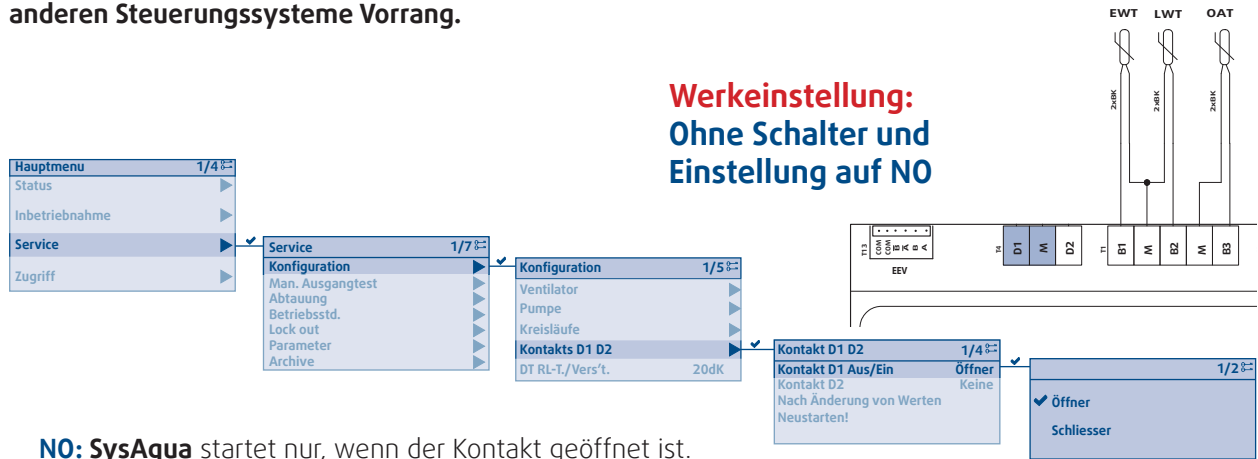 anderen Steuerungssysteme Vorrang.
EWT LWT OAT
2xBK 2xBK 2xBK
Werkeinstellung:
Ohne Schalter und
Einstellung auf NO
Hauptmenu 1/4
Status
Inbetriebnahme
Service
Zugriff
Service 1/7
Konfiguration
Man. Ausgangtest
Abtauung
Betriebsstd.
Lock out
Parameter
Archive
Konfiguration 1/5
Ventilator
Pumpe
Kreisläufe
Kontakts D1 D2
DT RL-T./Vers't. 20dK
T13 COM COM B A B A
EEV
T4 D1 M D2
T1 B1 M B2 M B3
Kontakt D1 D2 1/4
Kontakt D1 Aus/Ein Öffner
Kontakt D2 Keine
Nach Änderung von Werten
Neustarten!
1/2
Öffner
Schliesser
NO: SysAqua startet nur, wenn der Kontakt geöffnet ist.